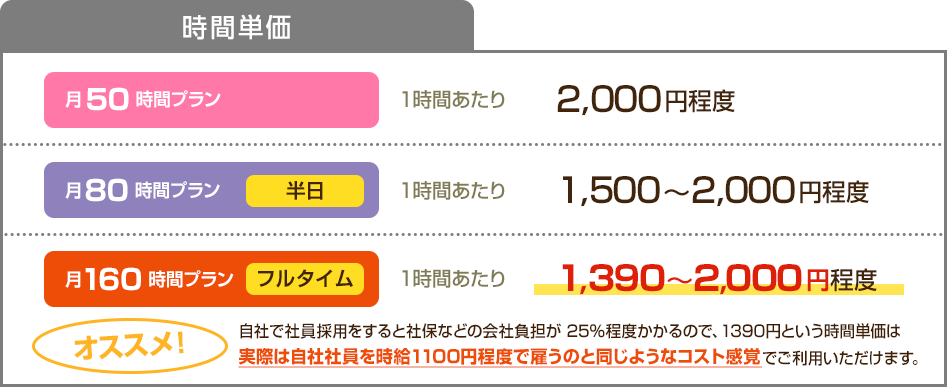 時間単価
月50時間プラン 1時間あたり 2,000円程度
月80時間プラン 半日 1時間あたり 1,500～2,000円程度
月160時間プラン フルタイム 1時間あたり 1,390～2,000円程度
オススメ!
自社で社員採用をすると社保などの会社負担が 25%程度かかるので、1390円という時間単価は
実際は自社社員を時給1100円程度で雇うのと同じようなコスト感覚でご利用いただけます。